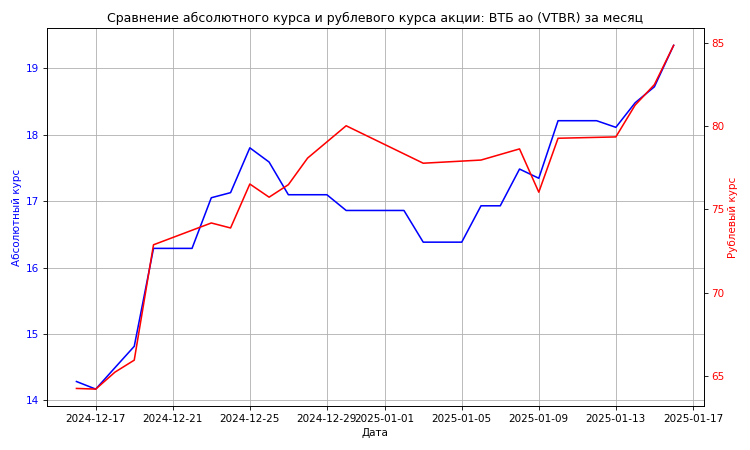 Сравнение абсолютного курса и рублевого курса акции: ВТБ ао (VTBR) за месяц
Абсолютный курс
19
18
17
16
15
14
85
80
75
70
65
Рублевый курс
2024-12-17 2024-12-21 2024-12-25 2024-12-29 2025-01-01 2025-01-05 2025-01-09 2025-01-13 2025-01-17
Дата